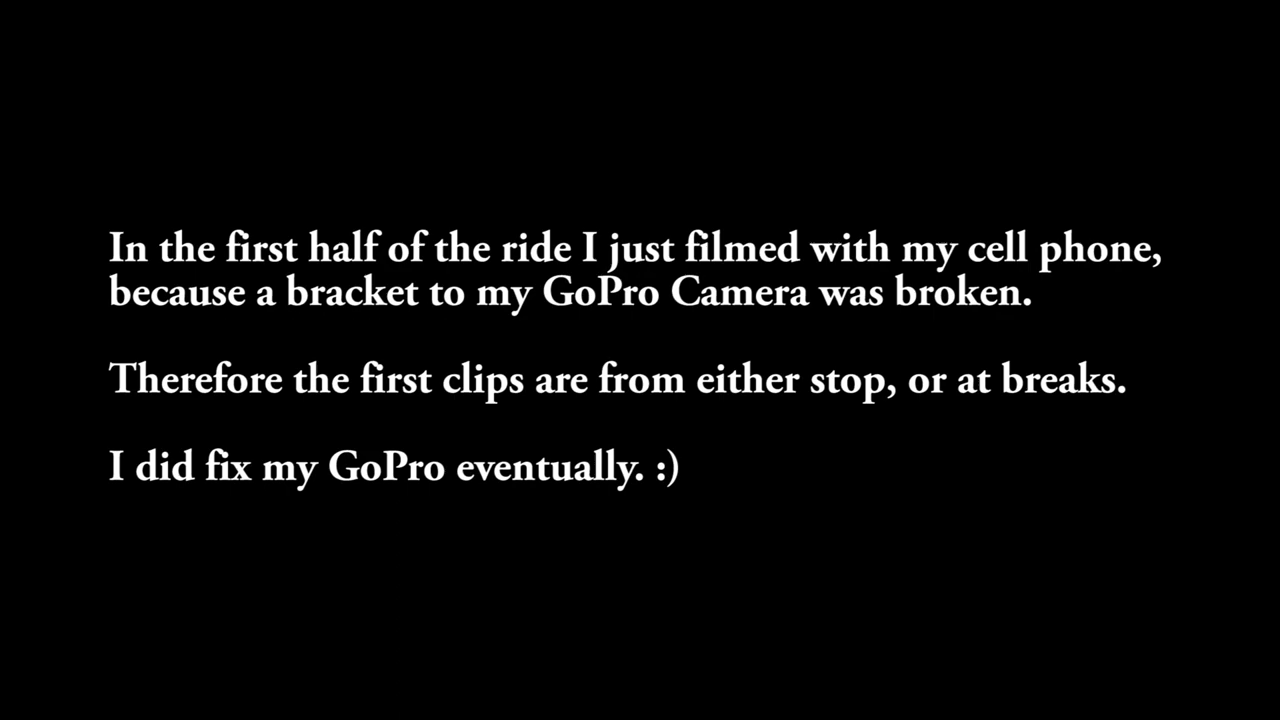 In the first half of the ride I just filmed with my cell phone,
because a bracket to my GoPro Camera was broken.
Therefore the first clips are from either stop, or at breaks.
I did fix my GoPro eventually. :)